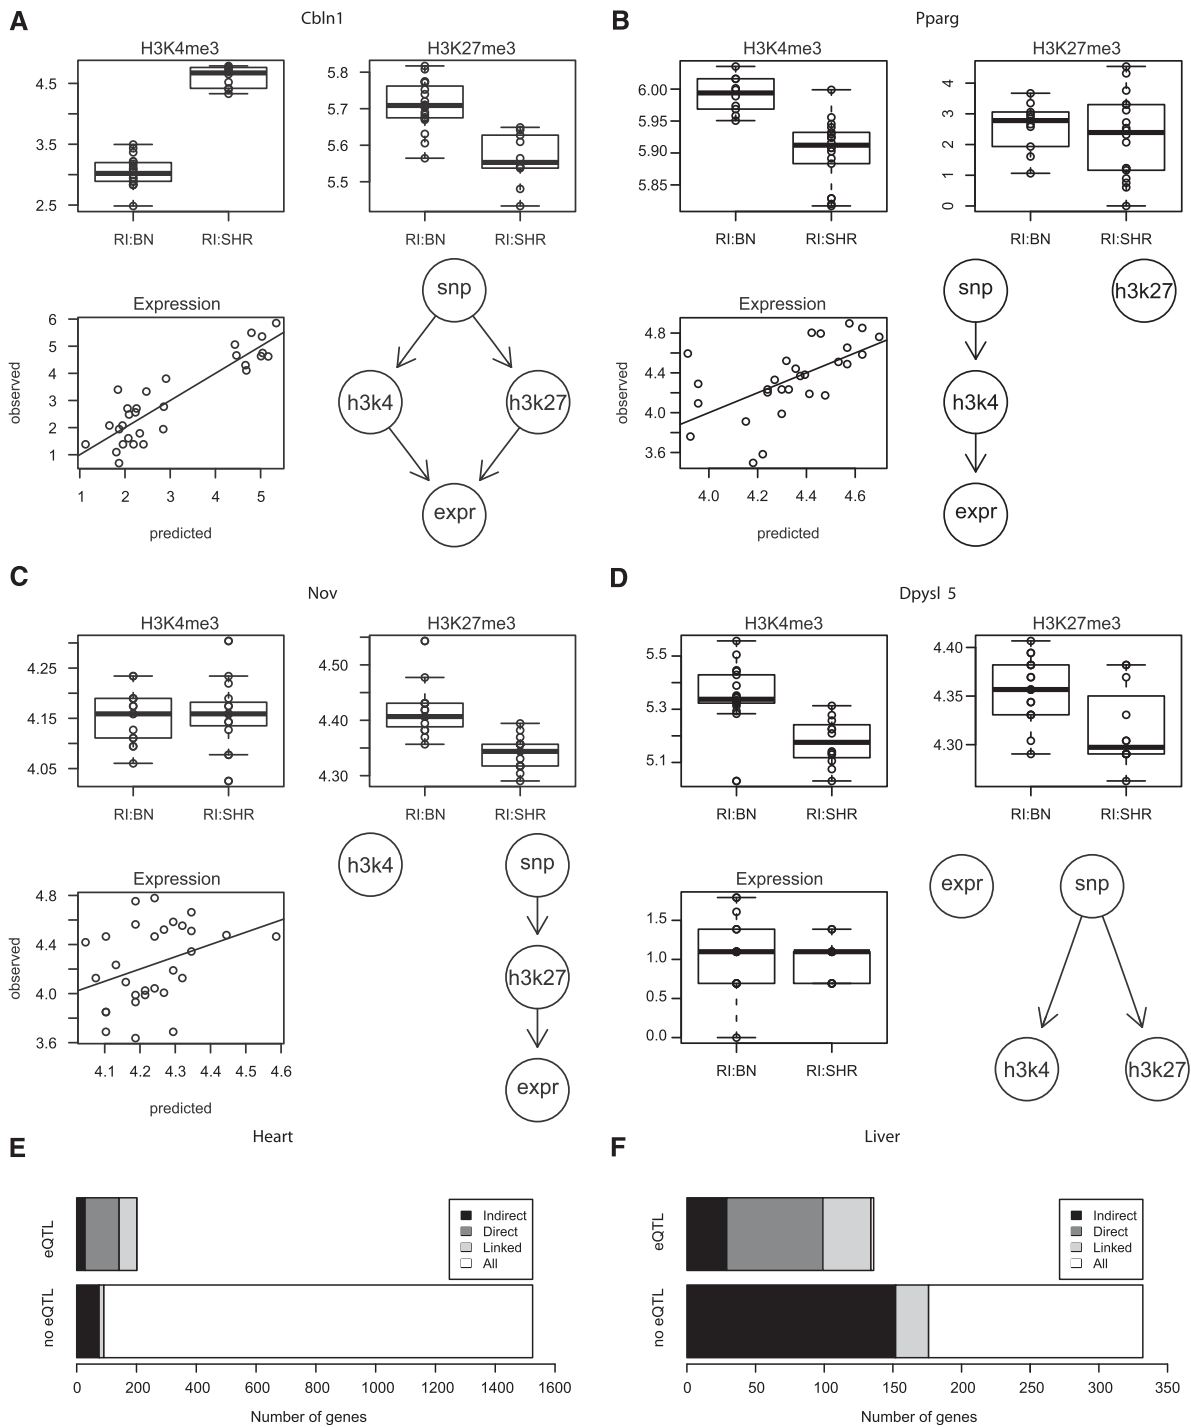 A
Cbln1
H3K4me3
4.5
3.5
2.5
RI:BN
RI:SHR
H3K27me3
5.8
5.7
5.6
5.5
RI:BN
RI:SHR
Expression
observed
6
5
4
3
2
1
1
2
3
4
5
predicted
snp
h3k4
h3k27
expr
B
Pparg
H3K4me3
6.00
5.95
5.90
5.85
RI:BN
RI:SHR
H3K27me3
4
3
2
1
0
RI:BN
RI:SHR
Expression
observed
4.8
4.4
4.0
3.6
4.0
4.2
4.4
4.6
predicted
snp
h3k27
h3k4
expr
C
Nov
H3K4me3
4.25
4.15
4.05
RI:BN
RI:SHR
H3K27me3
4.50
4.40
4.30
RI:BN
RI:SHR
Expression
observed
4.8
4.4
4.0
3.6
4.1
4.2
4.3
4.4
4.5
4.6
predicted
h3k4
snp
h3k27
expr
D
Dpysl 5
H3K4me3
5.5
5.3
5.1
RI:BN
RI:SHR
H3K27me3
4.40
4.35
4.30
RI:BN
RI:SHR
Expression
1.5
1.0
0.5
0.0
RI:BN
RI:SHR
expr
snp
h3k4
h3k27
E
Heart
eQTL
no eQTL
Indirect
Direct
Linked
All
0
200
400
600
800
1000
1200
1400
1600
Number of genes
F
Liver
eQTL
no eQTL
Indirect
Direct
Linked
All
0
50
100
150
200
250
300
350
Number of genes